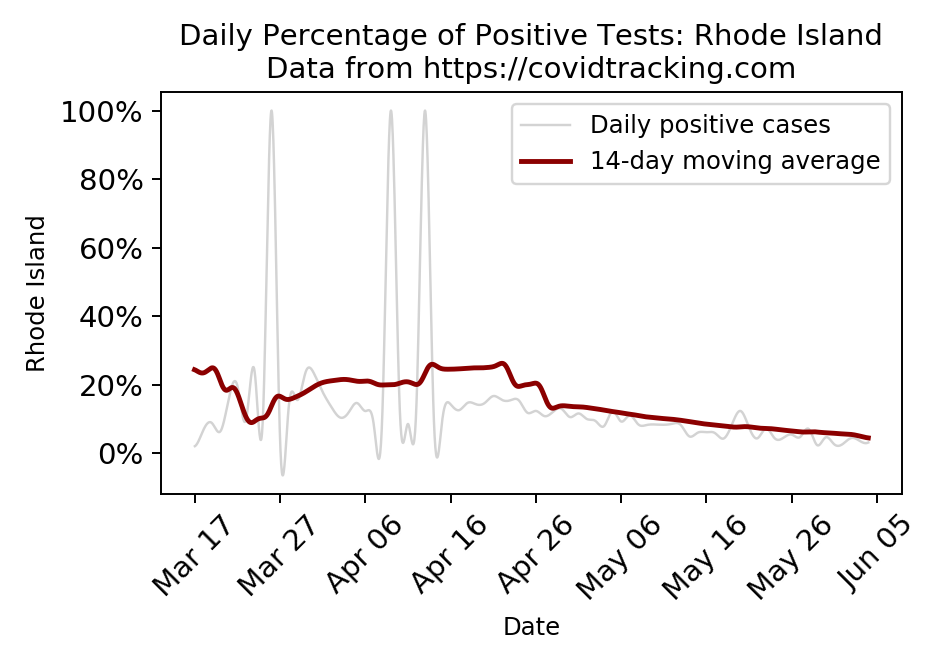 Daily Percentage of Positive Tests: Rhode Island
Data from https://covidtracking.com
Daily positive cases
14-day moving average
100%
80%
60%
40%
20%
0%
Rhode Island
Mar 17
Mar 27
Apr 06
Apr 16
Apr 26
May 06
May 16
May 26
Jun 05
Date